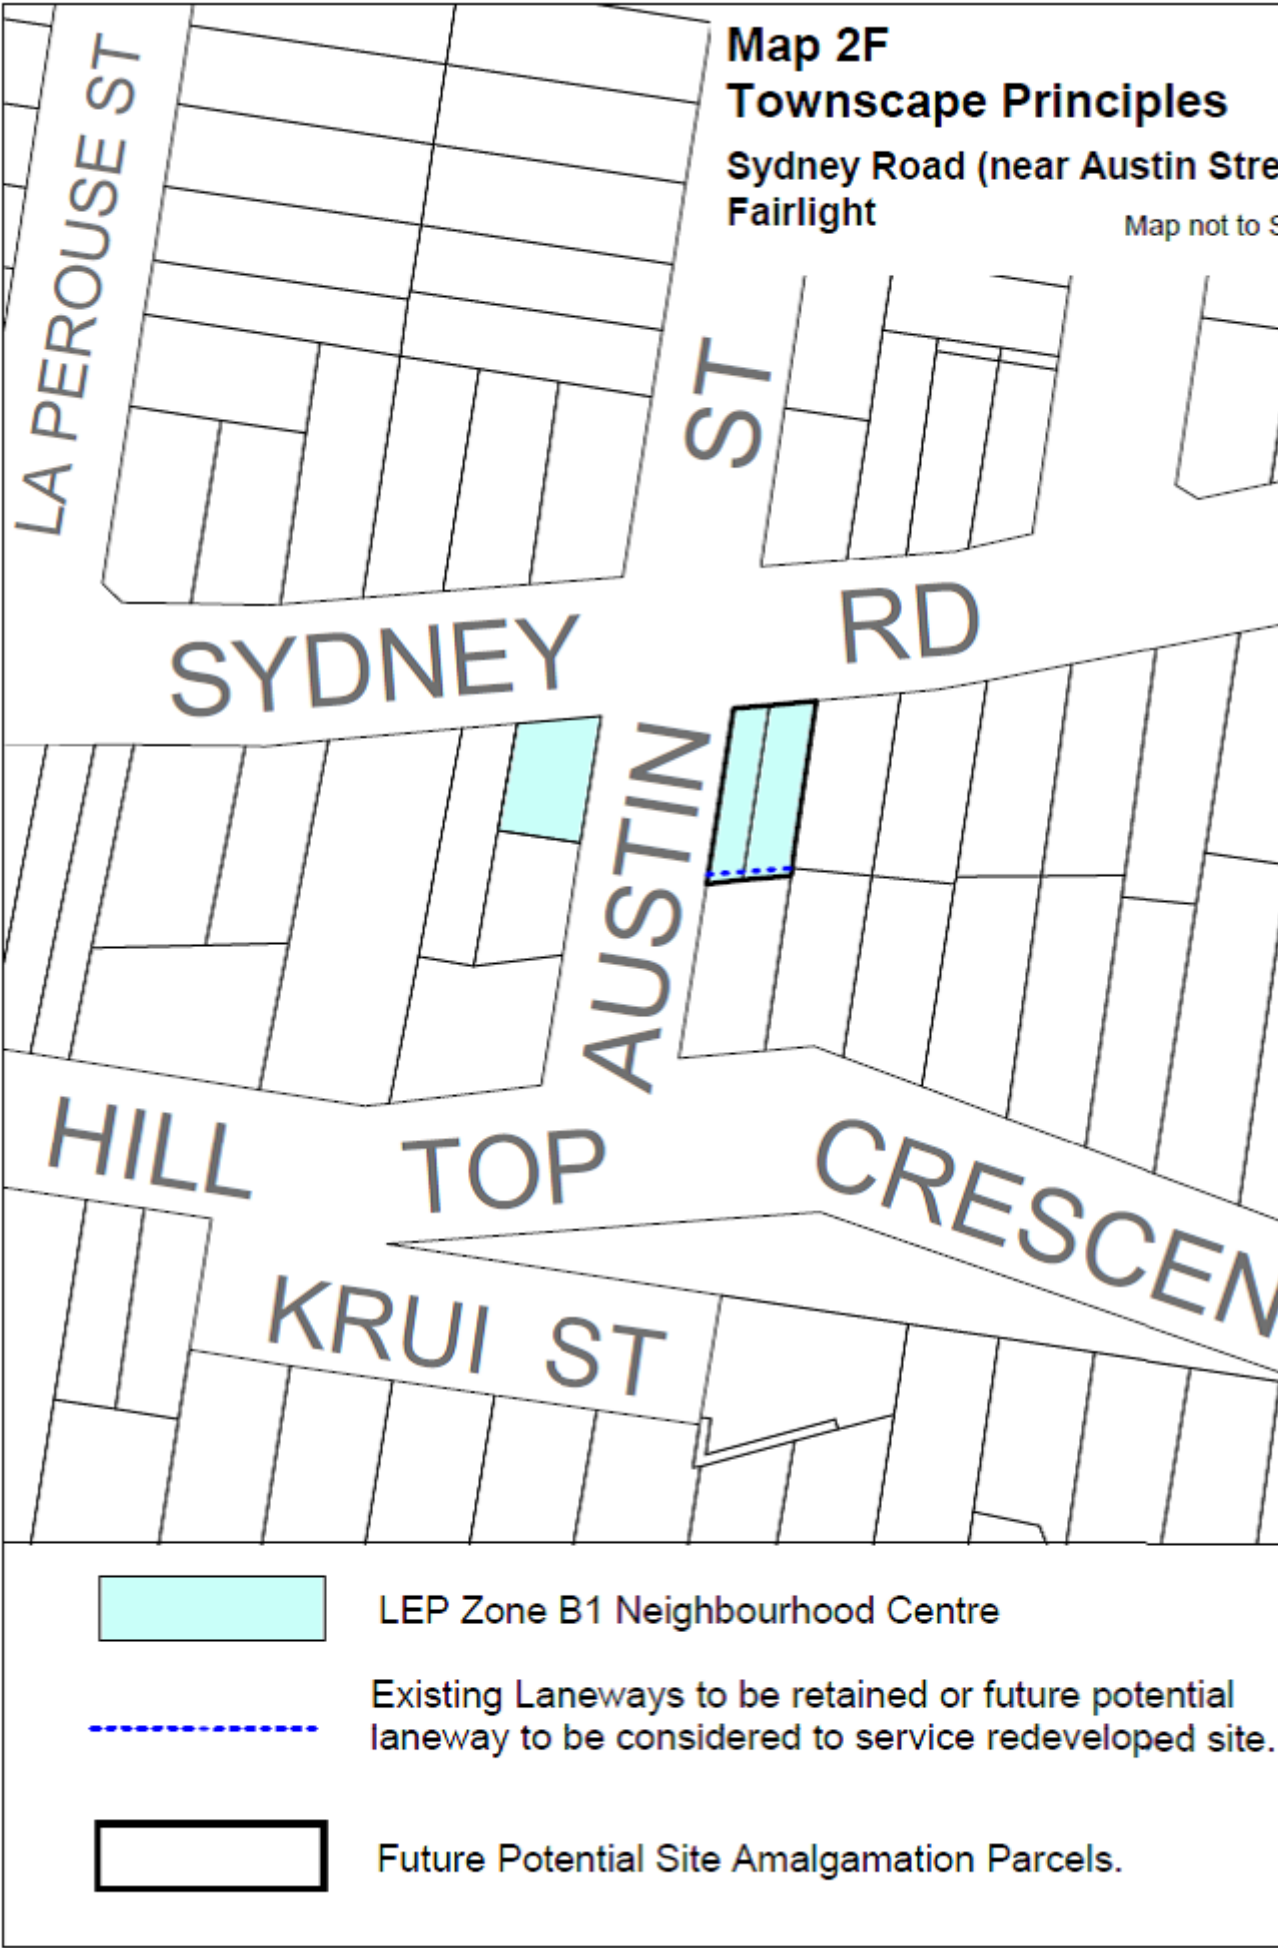 Map 2F
Townscape Principles
Sydney Road (near Austin Stre
Fairlight
Map not to S
LA PEROUSE ST
ST
SYDNEY RD
AUSTIN
HILL TOP CRESCEN
KRUI ST
LEP Zone B1 Neighbourhood Centre
Existing Laneways to be retained or future potential
laneway to be considered to service redeveloped site.
Future Potential Site Amalgamation Parcels.